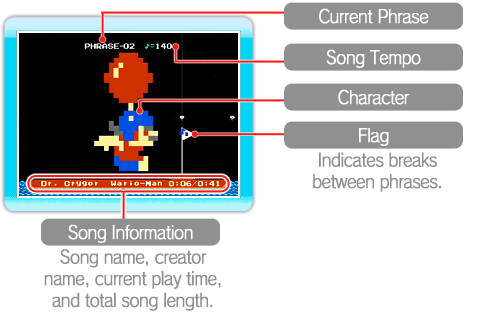 Current Phrase
PHRASE-02 ♪=140
Song Tempo
Character
Flag
Indicates breaks
between phrases.
Dr. Crygor Wario-Man 0:06/0:41
Song Information
Song name, creator
name, current play time,
and total song length.